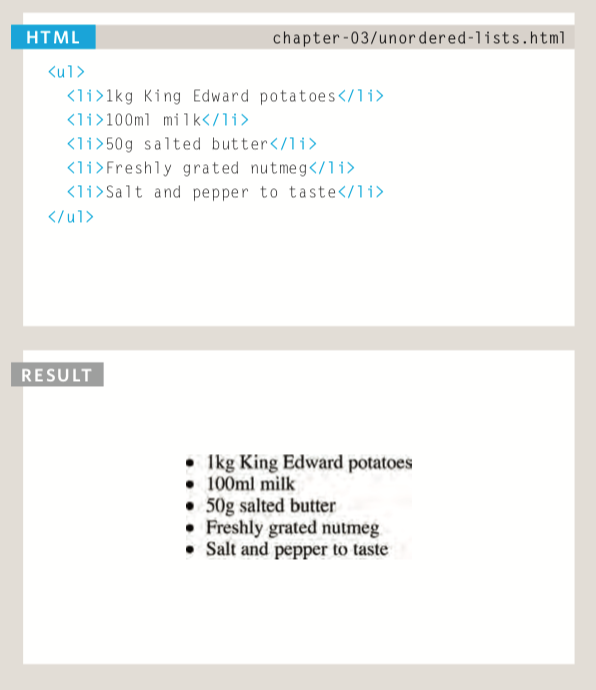 HTML chapter-03/unordered-lists.html
<ul>
<li>1kg King Edward potatoes</li>
<li>100ml milk</li>
<li>50g salted butter</li>
<li>Freshly grated nutmeg</li>
<li>Salt and pepper to taste</li>
</ul>
RESULT
• 1kg King Edward potatoes
• 100ml milk
• 50g salted butter
• Freshly grated nutmeg
• Salt and pepper to taste